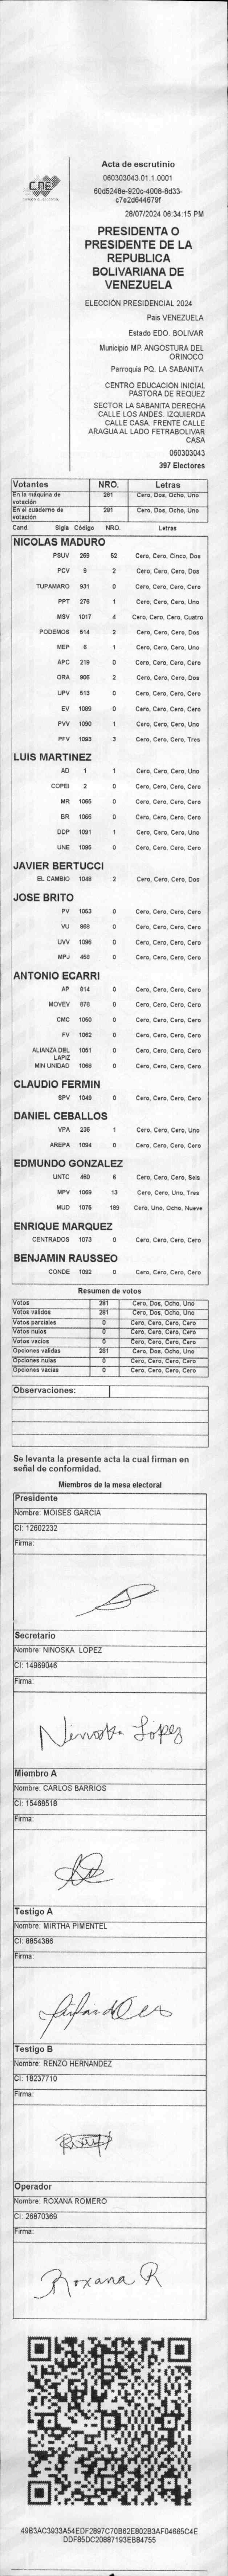 CNE
Acta de escrutinio
060303043.01.1.0001
60d5248e-920c-4008-8d33-
c7e2d644679f
28/07/2024 06:34:15 PM
PRESIDENTA O
PRESIDENTE DE LA
REPUBLICA
BOLIVARIANA DE
VENEZUELA
ELECCIÓN PRESIDENCIAL 2024
Pais VENEZUELA
Estado EDO. BOLIVAR
Municipio MP. ANGOSTURA DEL
ORINOCO
Parroquia PQ. LA SABANITA
CENTRO EDUCACION INICIAL
PASTORA DE REQUEZ
SECTOR LA SABANITA DERECHA
CALLE LOS ANDES. IZQUIERDA
CALLE CASA. FRENTE CALLE
ARAGUA AL LADO FETRABOLIVAR
CASA
060303043
397 Electores
Votantes NRO. Letras
En la máquina de votación 281 Cero, Dos, Ocho, Uno
En el cuaderno de votación 281 Cero, Dos, Ocho, Uno
Cand. Sigla Código NRO. Letras
NICOLAS MADURO
PSUV 269 52 Cero, Cero, Cinco, Dos
PCV 9 2 Cero, Cero, Cero, Dos
TUPAMARO 931 0 Cero, Cero, Cero, Cero
PPT 276 1 Cero, Cero, Cero, Uno
MSV 1017 4 Cero, Cero, Cero, Cuatro
PODEMOS 514 2 Cero, Cero, Cero, Dos
MEP 6 1 Cero, Cero, Cero, Uno
APC 219 0 Cero, Cero, Cero, Cero
ORA 906 2 Cero, Cero, Cero, Dos
UPV 513 0 Cero, Cero, Cero, Cero
EV 1089 0 Cero, Cero, Cero, Cero
PVV 1090 1 Cero, Cero, Cero, Uno
PFV 1093 3 Cero, Cero, Cero, Tres
LUIS MARTINEZ
AD 1 1 Cero, Cero, Cero, Uno
COPEI 2 0 Cero, Cero, Cero, Cero
MR 1065 0 Cero, Cero, Cero, Cero
BR 1066 0 Cero, Cero, Cero, Cero
DDP 1091 1 Cero, Cero, Cero, Uno
UNE 1095 0 Cero, Cero, Cero, Cero
JAVIER BERTUCCI
EL CAMBIO 1048 2 Cero, Cero, Cero, Dos
JOSE BRITO
PV 1053 0 Cero, Cero, Cero, Cero
VU 868 0 Cero, Cero, Cero, Cero
UVV 1096 0 Cero, Cero, Cero, Cero
MPJ 458 0 Cero, Cero, Cero, Cero
ANTONIO ECARRI
AP 814 0 Cero, Cero, Cero, Cero
MOVEV 878 0 Cero, Cero, Cero, Cero
CMC 1050 0 Cero, Cero, Cero, Cero
FV 1062 0 Cero, Cero, Cero, Cero
ALIANZA DEL LAPIZ 1051 0 Cero, Cero, Cero, Cero
MIN UNIDAD 1068 0 Cero, Cero, Cero, Cero
CLAUDIO FERMIN
SPV 1049 0 Cero, Cero, Cero, Cero
DANIEL CEBALLOS
VPA 236 1 Cero, Cero, Cero, Uno
AREPA 1094 0 Cero, Cero, Cero, Cero
EDMUNDO GONZALEZ
UNTC 460 6 Cero, Cero, Cero, Seis
MPV 1069 13 Cero, Cero, Uno, Tres
MUD 1076 189 Cero, Uno, Ocho, Nueve
ENRIQUE MARQUEZ
CENTRADOS 1073 0 Cero, Cero, Cero, Cero
BENJAMIN RAUSSEO
CONDE 1092 0 Cero, Cero, Cero, Cero
Resumen de votos
Votos 281 Cero, Dos, Ocho, Uno
Votos validos 281 Cero, Dos, Ocho, Uno
Votos parciales 0 Cero, Cero, Cero, Cero
Votos nulos 0 Cero, Cero, Cero, Cero
Votos vacios 0 Cero, Cero, Cero, Cero
Opciones validas 281 Cero, Dos, Ocho, Uno
Opciones nulas 0 Cero, Cero, Cero, Cero
Opciones vacias 0 Cero, Cero, Cero, Cero
Observaciones:
Se levanta la presente acta la cual firman en
señal de conformidad.
Miembros de la mesa electoral
Presidente
Nombre: MOISES GARCIA
CI: 12602232
Firma:
Secretario
Nombre: NINOSKA LOPEZ
CI: 14969046
Firma:
Ninoska López
Miembro A
Nombre: CARLOS BARRIOS
CI: 15468518
Firma:
Testigo A
Nombre: MIRTHA PIMENTEL
CI: 8854386
Firma:
Testigo B
Nombre: RENZO HERNANDEZ
CI: 18237710
Firma:
Operador
Nombre: ROXANA ROMERO
CI: 26870369
Firma:
Roxana R
49B3AC3933A54EDF2897C70B62E802B3AF04665C4E
DDF85DC20887193EBB4755